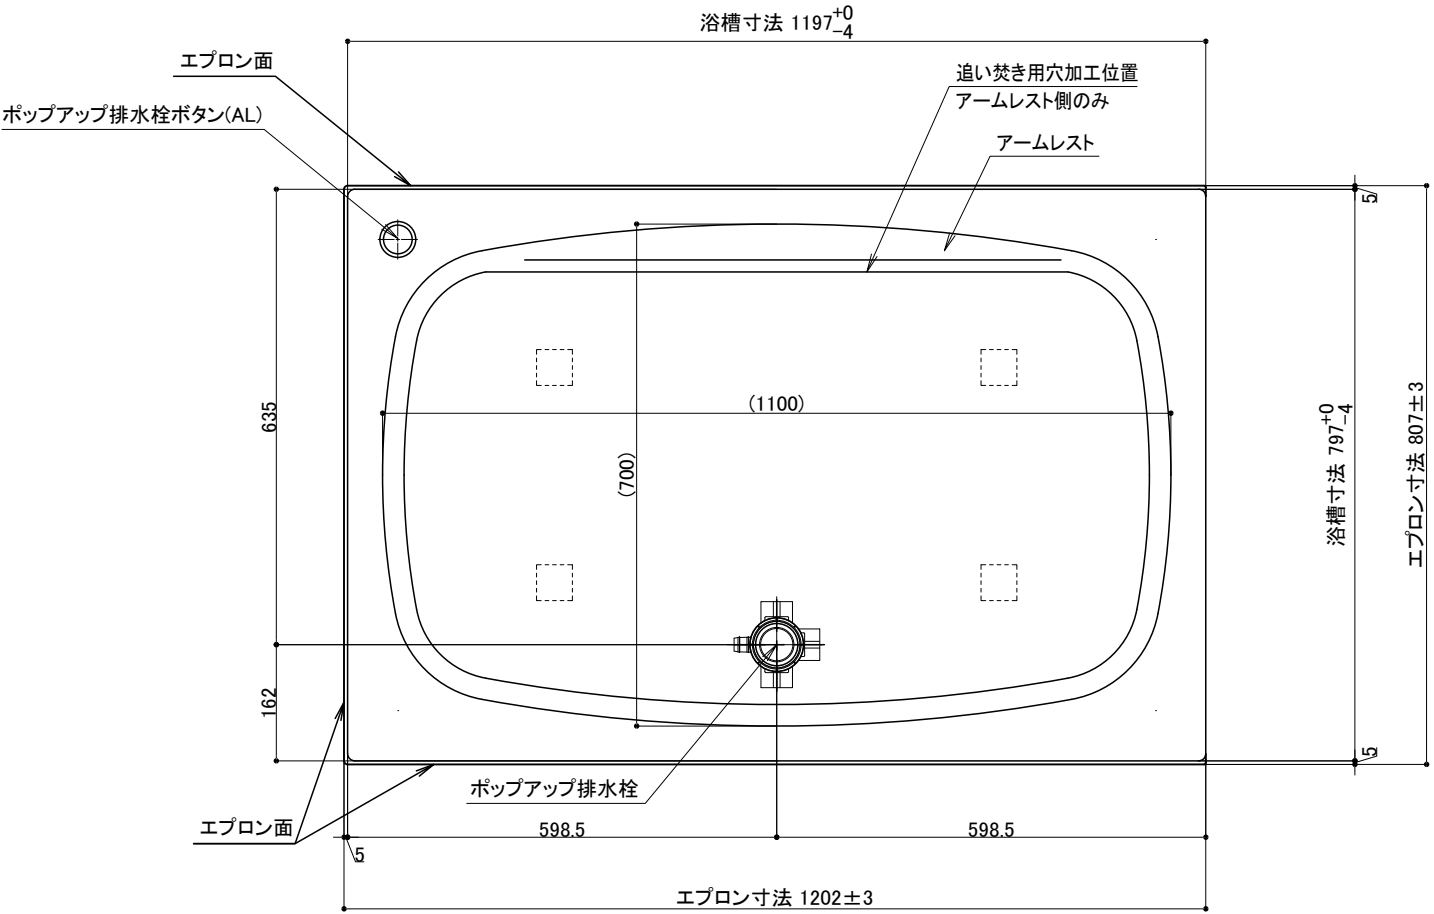 浴槽寸法 1197+0-4
エプロン面
追い焚き用穴加工位置
アームレスト側のみ
ポップアップ排水栓ボタン(AL)
アームレスト
5
635
(1100)
(700)
浴槽寸法 797+0-4
エプロン寸法 807±3
162
5
ポップアップ排水栓
エプロン面
598.5
598.5
5
エプロン寸法 1202±3